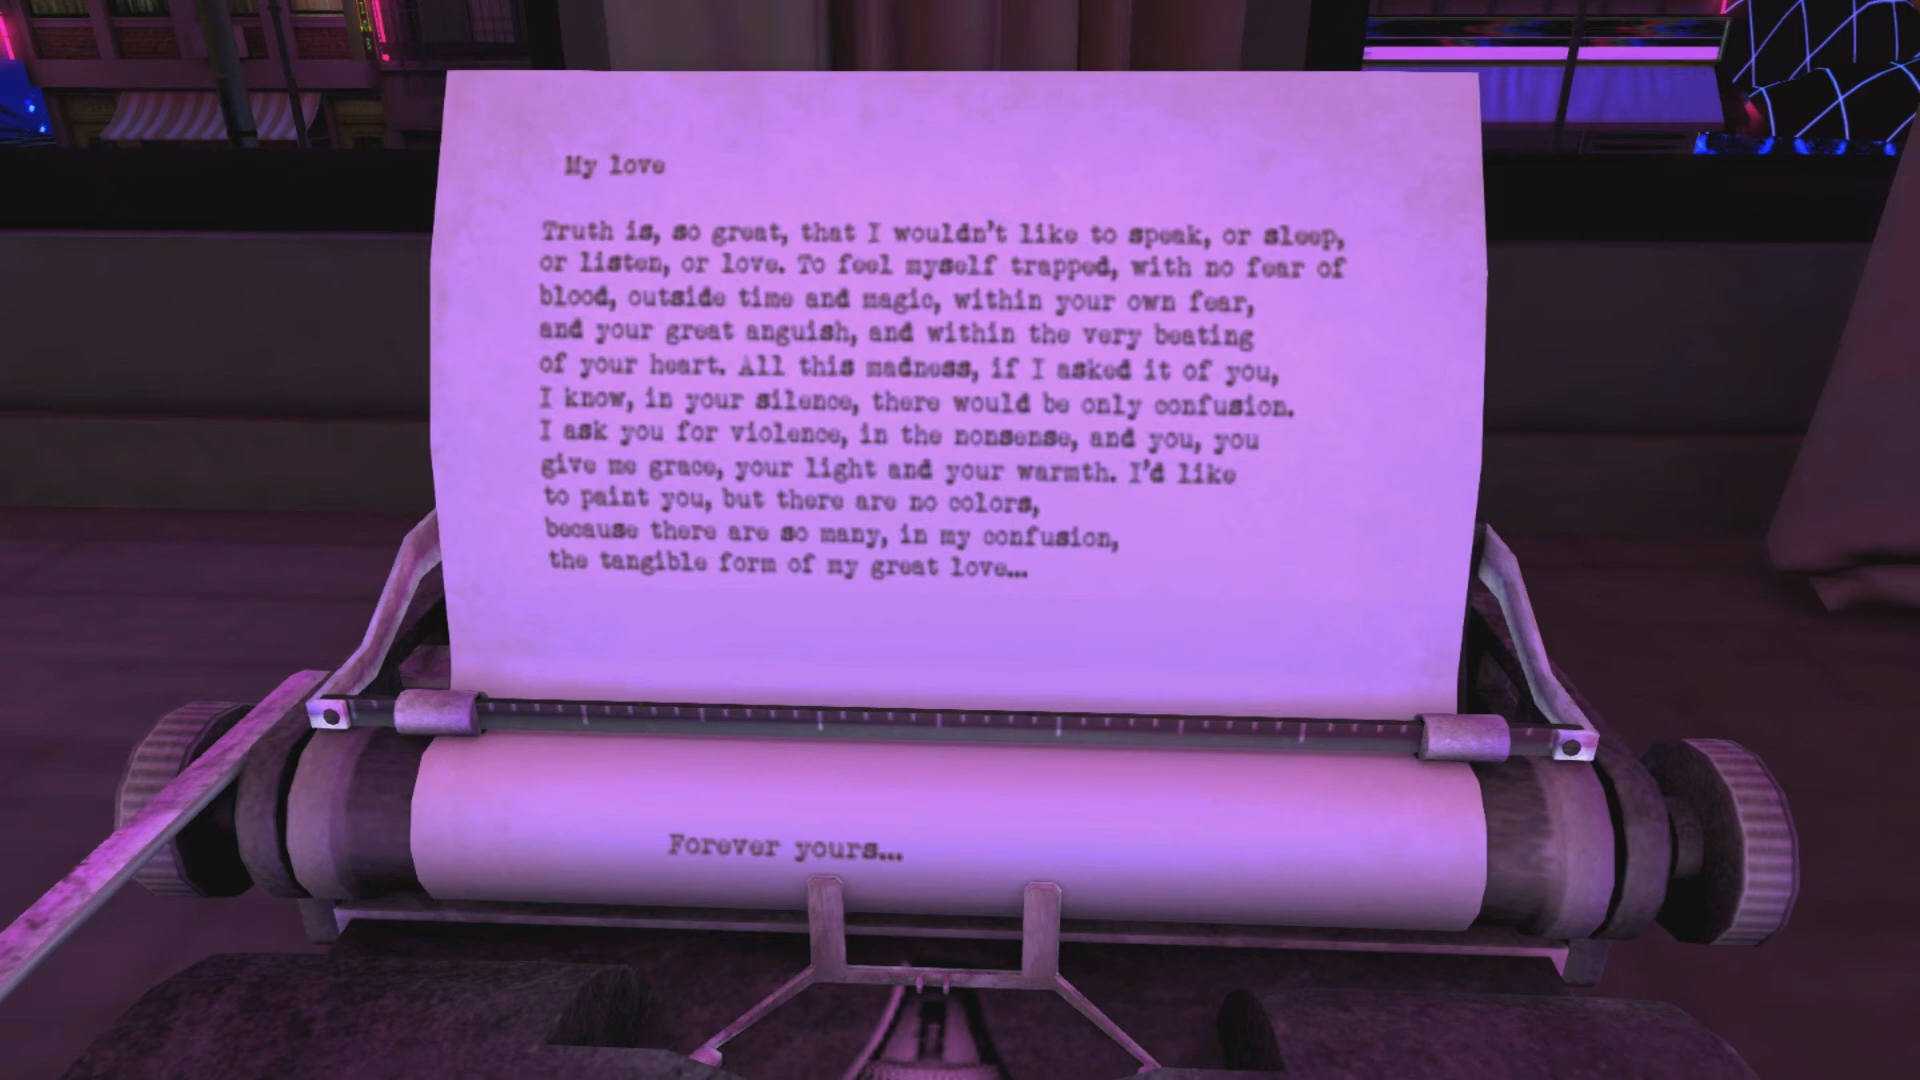 My love
Truth is, so great, that I wouldn't like to speak, or sleep,
or listen, or love. To feel myself trapped, with no fear of
blood, outside time and magic, within your own fear,
and your great anguish, and within the very beating
of your heart. All this madness, if I asked it of you,
I know, in your silence, there would be only confusion.
I ask you for violence, in the nonsense, and you, you
give me grace, your light and your warmth. I'd like
to paint you, but there are no colors,
because there are so many, in my confusion,
the tangible form of my great love...
Forever yours...